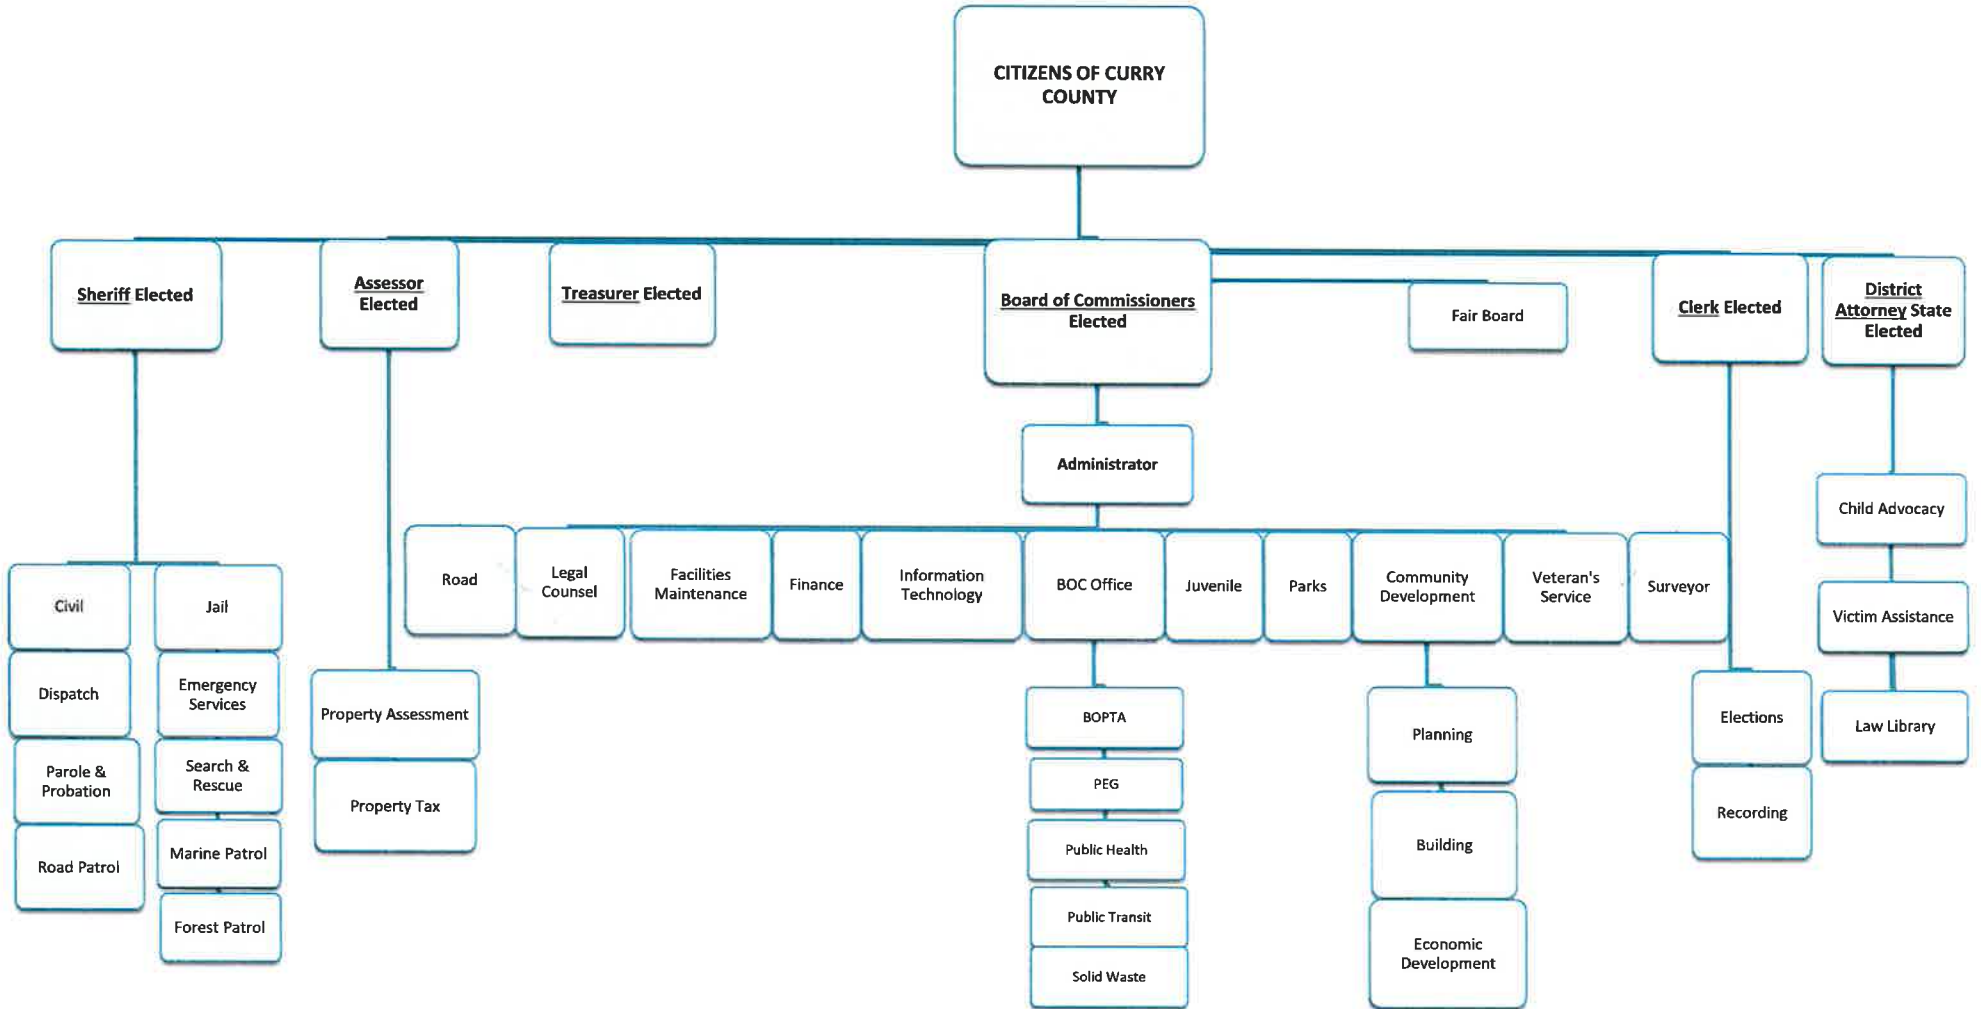 CITIZENS OF CURRY
COUNTY
Sheriff Elected
Assessor
Elected
Treasurer Elected
Board of Commissioners
Elected
Fair Board
Clerk Elected
District
Attorney State
Elected
Administrator
Road
Legal
Counsel
Facilities
Maintenance
Finance
Information
Technology
BOC Office
Juvenile
Parks
Community
Development
Veteran's
Service
Surveyor
Civil
Dispatch
Parole &
Probation
Road Patrol
Jail
Emergency
Services
Search &
Rescue
Marine Patrol
Forest Patrol
Property Assessment
Property Tax
BOPTA
PEG
Public Health
Public Transit
Solid Waste
Planning
Building
Economic
Development
Elections
Recording
Child Advocacy
Victim Assistance
Law Library